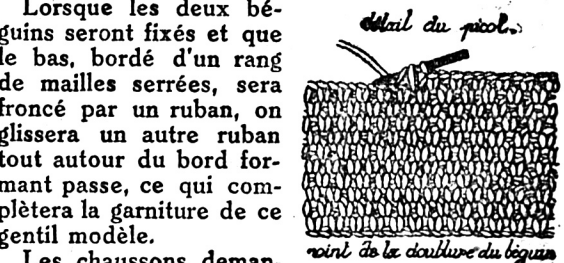 Lorsque les deux bé-
guins seront fixés et que
le bas, bordé d'un rang
de mailles serrées, sera
froncé par un ruban, on
glissera un autre ruban
tout autour du bord for-
mant passe, ce qui com-
plètera la garniture de ce
gentil modèle.
Les chaussons deman-
détail du picot.
point de la doublure du béguin